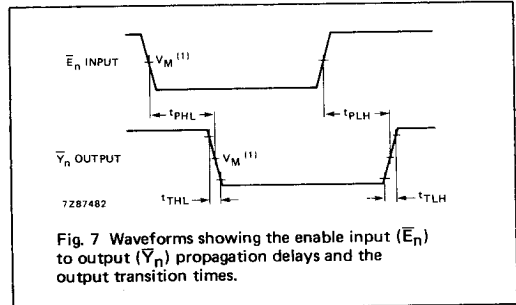 E̅n INPUT
VM (1)
tPHL
tPLH
Y̅n OUTPUT
VM (1)
7Z87482
tTHL
tTLH
Fig. 7 Waveforms showing the enable input (E̅n)
to output (Y̅n) propagation delays and the
output transition times.